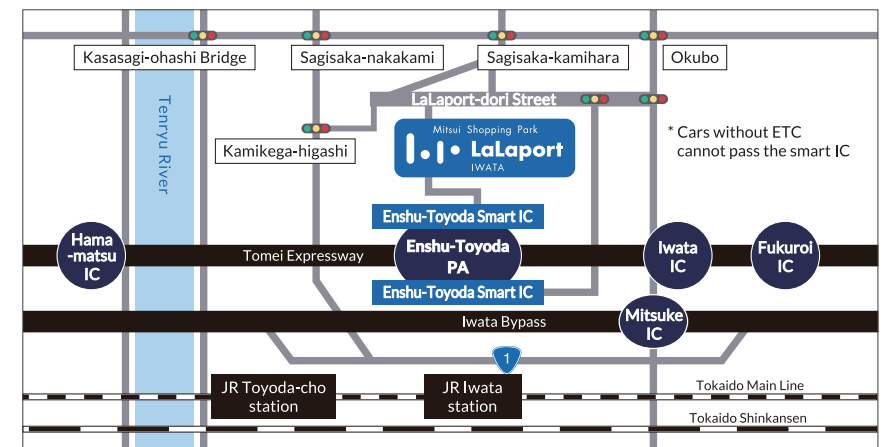 Kasasagi-ohashi Bridge
Sagisaka-nakakami
Sagisaka-kamihara
Okubo
LaLaport-dori Street
Tenryu River
Mitsui Shopping Park
LaLaport
IWATA
Kamikega-higashi
* Cars without ETC
cannot pass the smart IC
Enshu-Toyoda Smart IC
Hama
-matsu
IC
Tomei Expressway
Enshu-Toyoda
PA
Iwata
IC
Fukuroi
IC
Enshu-Toyoda Smart IC
Iwata Bypass
Mitsuke
IC
1
JR Toyoda-cho
station
JR Iwata
station
Tokaido Main Line
Tokaido Shinkansen